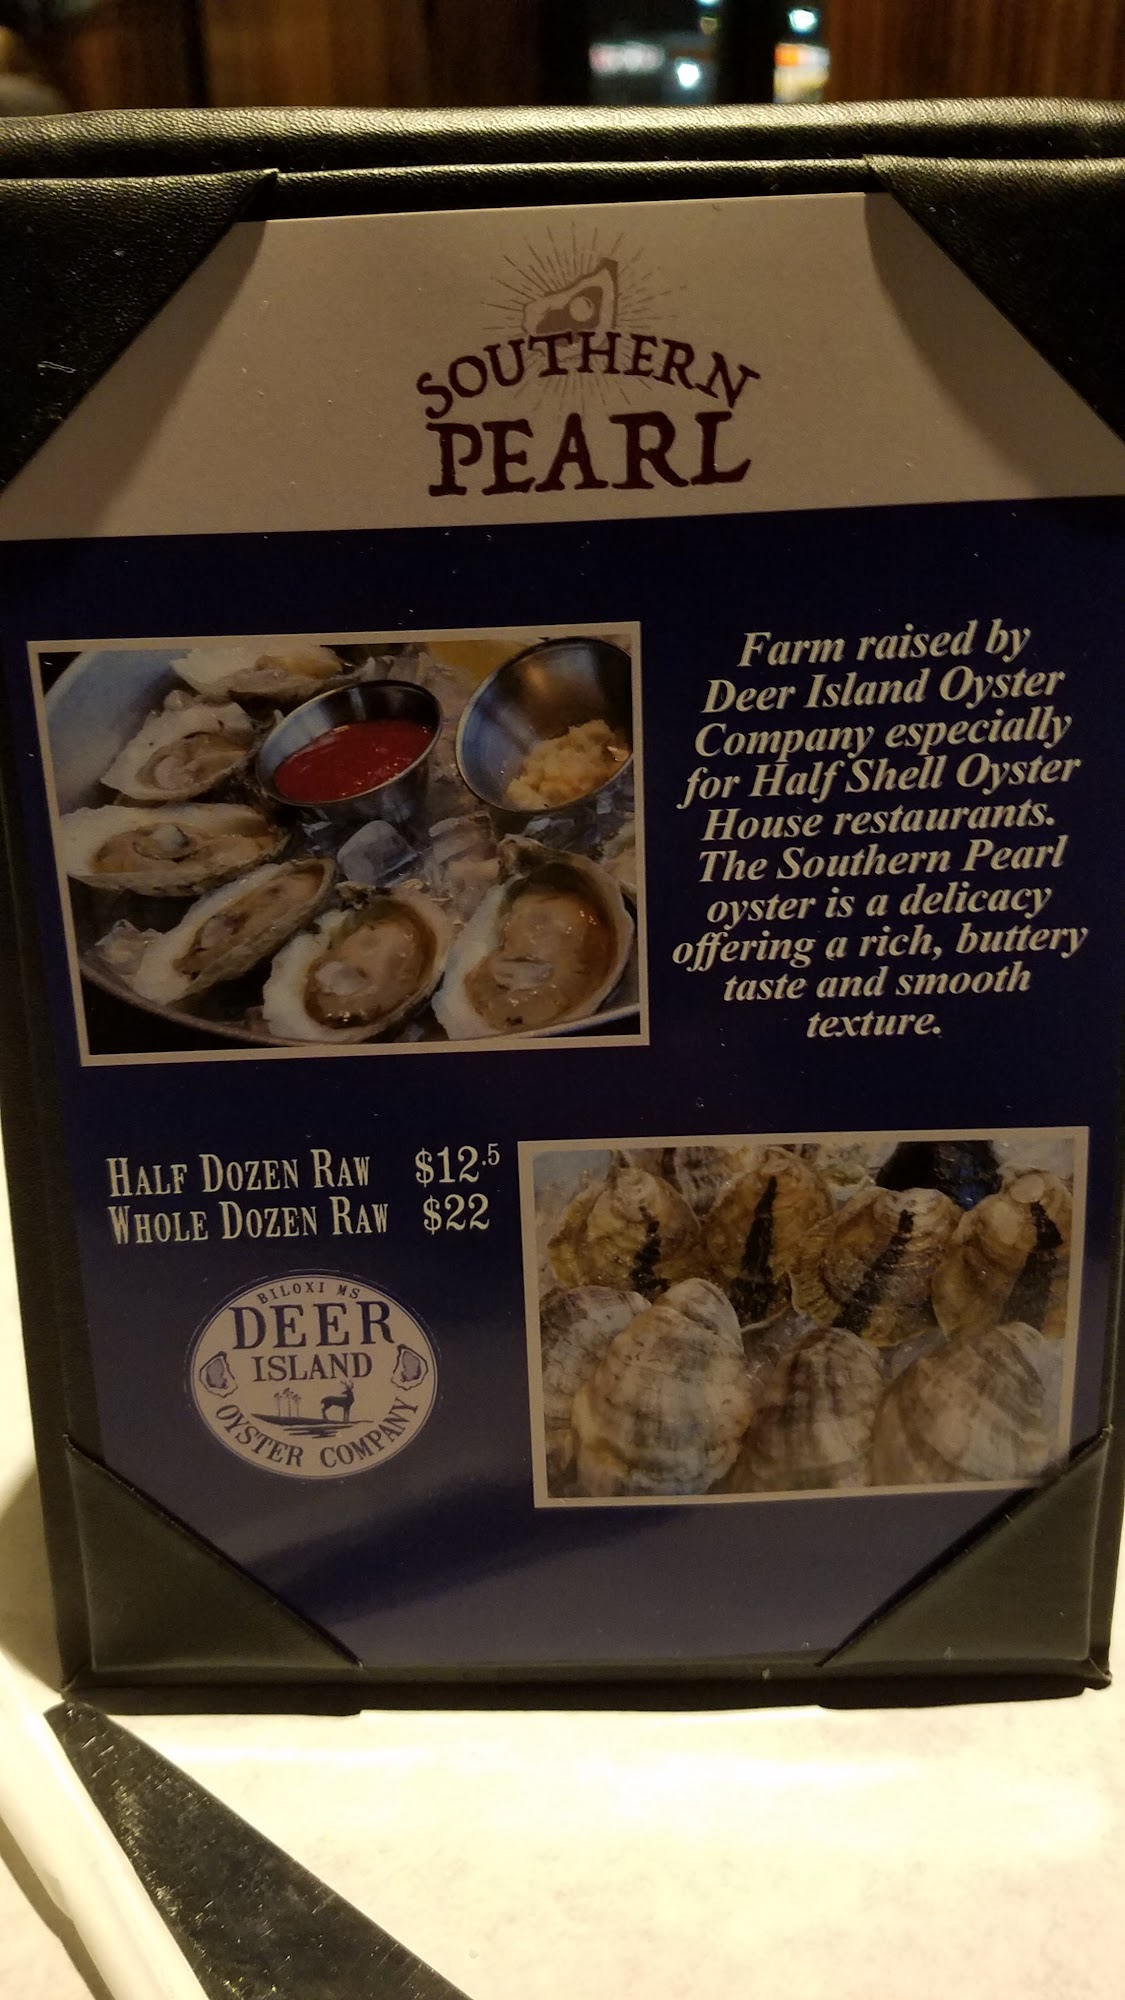 SOUTHERN
PEARL
Farm raised by
Deer Island Oyster
Company especially
for Half Shell Oyster
House restaurants.
The Southern Pearl
oyster is a delicacy
offering a rich, buttery
taste and smooth
texture.
HALF DOZEN RAW $12.5
WHOLE DOZEN RAW $22
BILOXI MS
DEER
ISLAND
OYSTER COMPANY